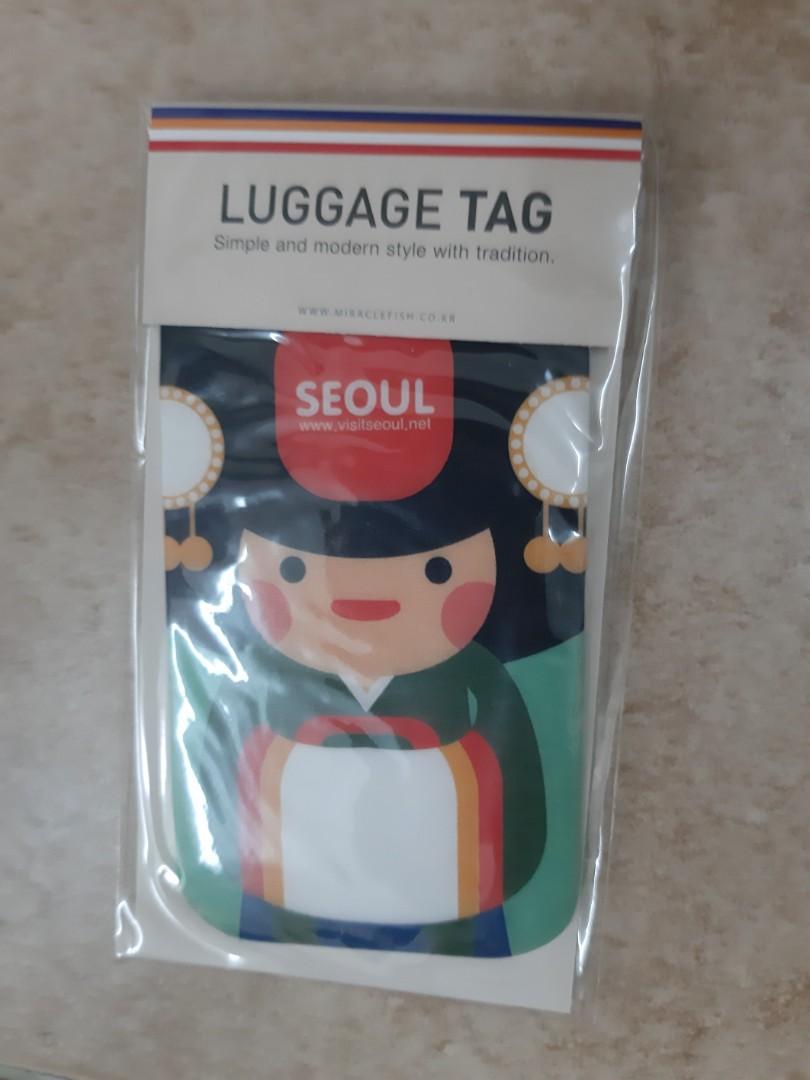 LUGGAGE TAG
Simple and modern style with tradition.
WWW.MIRACLEFISH.CO.KR
SEOUL
www.visitseoul.net